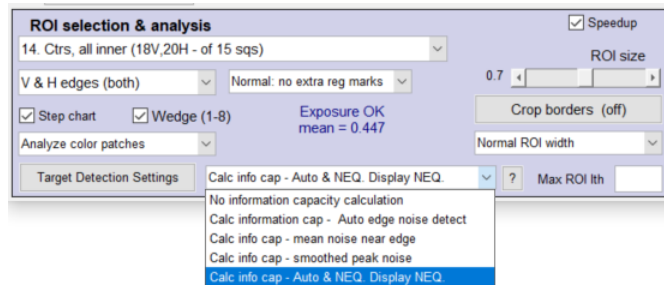 ROI selection & analysis
Speedup
14. Ctrs, all inner (18V,20H - of 15 sqs)
ROI size
V & H edges (both)
Normal: no extra reg marks
0.7
Step chart
Wedge (1-8)
Exposure OK
mean = 0.447
Crop borders (off)
Analyze color patches
Normal ROI width
Target Detection Settings
Calc info cap - Auto & NEQ. Display NEQ.
?
Max ROI lth
No information capacity calculation
Calc information cap - Auto edge noise detect
Calc info cap - mean noise near edge
Calc info cap - smoothed peak noise
Calc info cap - Auto & NEQ. Display NEQ.